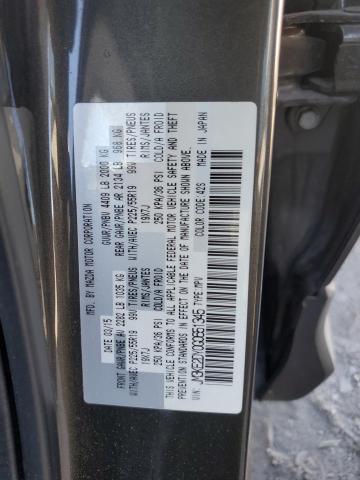 MFD BY: MAZDA MOTOR CORPORATION
DATE: 03/15
GWWR/PNBV 4409 LB 2000 KG
FRONT GAWR/PNBE AV 2282 LB 1035 KG
REAR GAWR/PNBE AR 2134 LB 968 KG
WITH/AVEC P225/55R19 99V TIRES/PNEUS
WITH/AVEC P225/55R19 99V TIRES/PNEUS
19X7J RIMS/JANTES
19X7J RIMS/JANTES
250 KPA/36 PSI COLD/A FROID
250 KPA/36 PSI COLD/A FROID
THIS VEHICLE CONFORMS TO ALL APPLICABLE FEDERAL MOTOR VEHICLE SAFETY AND THEFT
PREVENTION STANDARDS IN EFFECT ON THE DATE OF MANUFACTURE SHOWN ABOVE.
MADE IN JAPAN
COLOR CODE: 42S
VIN: TYPE: MPV